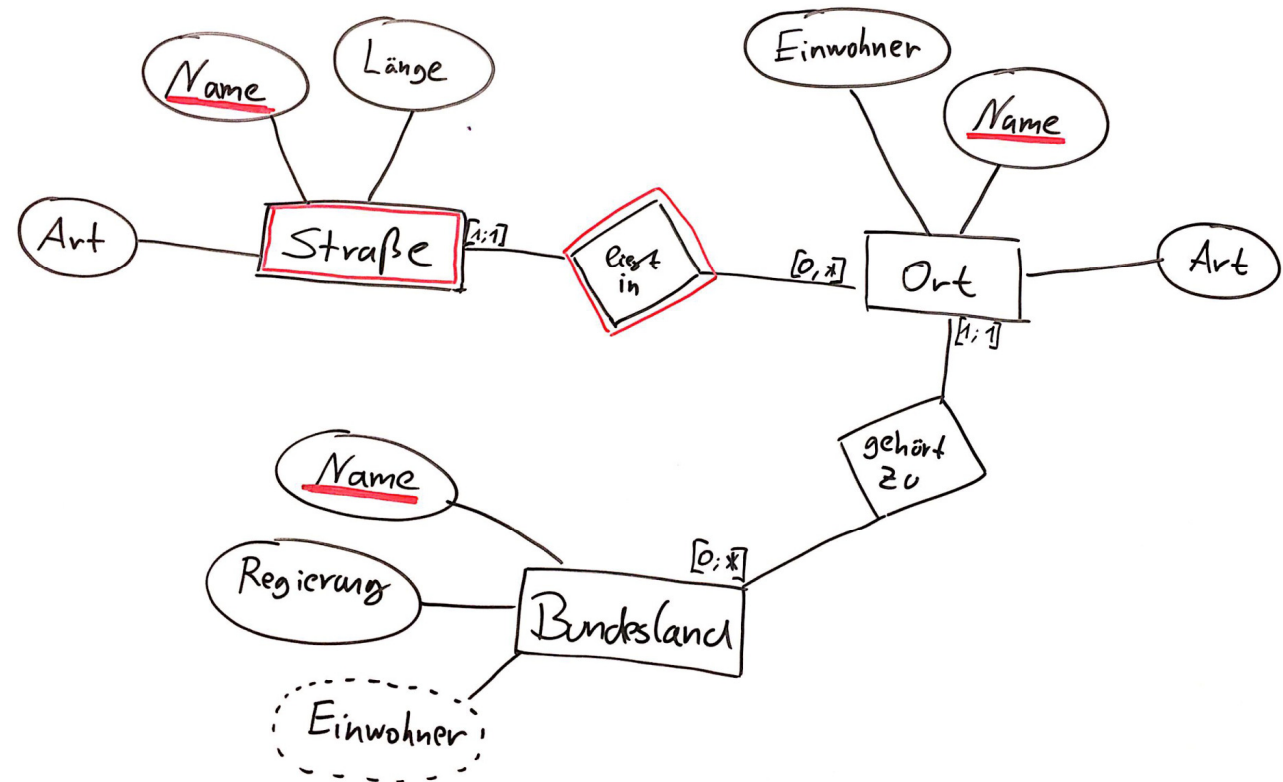 Name
Länge
Einwohner
Name
Art
Straße
[1;1]
liegt
in
[0,*]
Ort
Art
[1;1]
gehört
zu
Name
[0;*]
Regierung
Bundesland
Einwohner